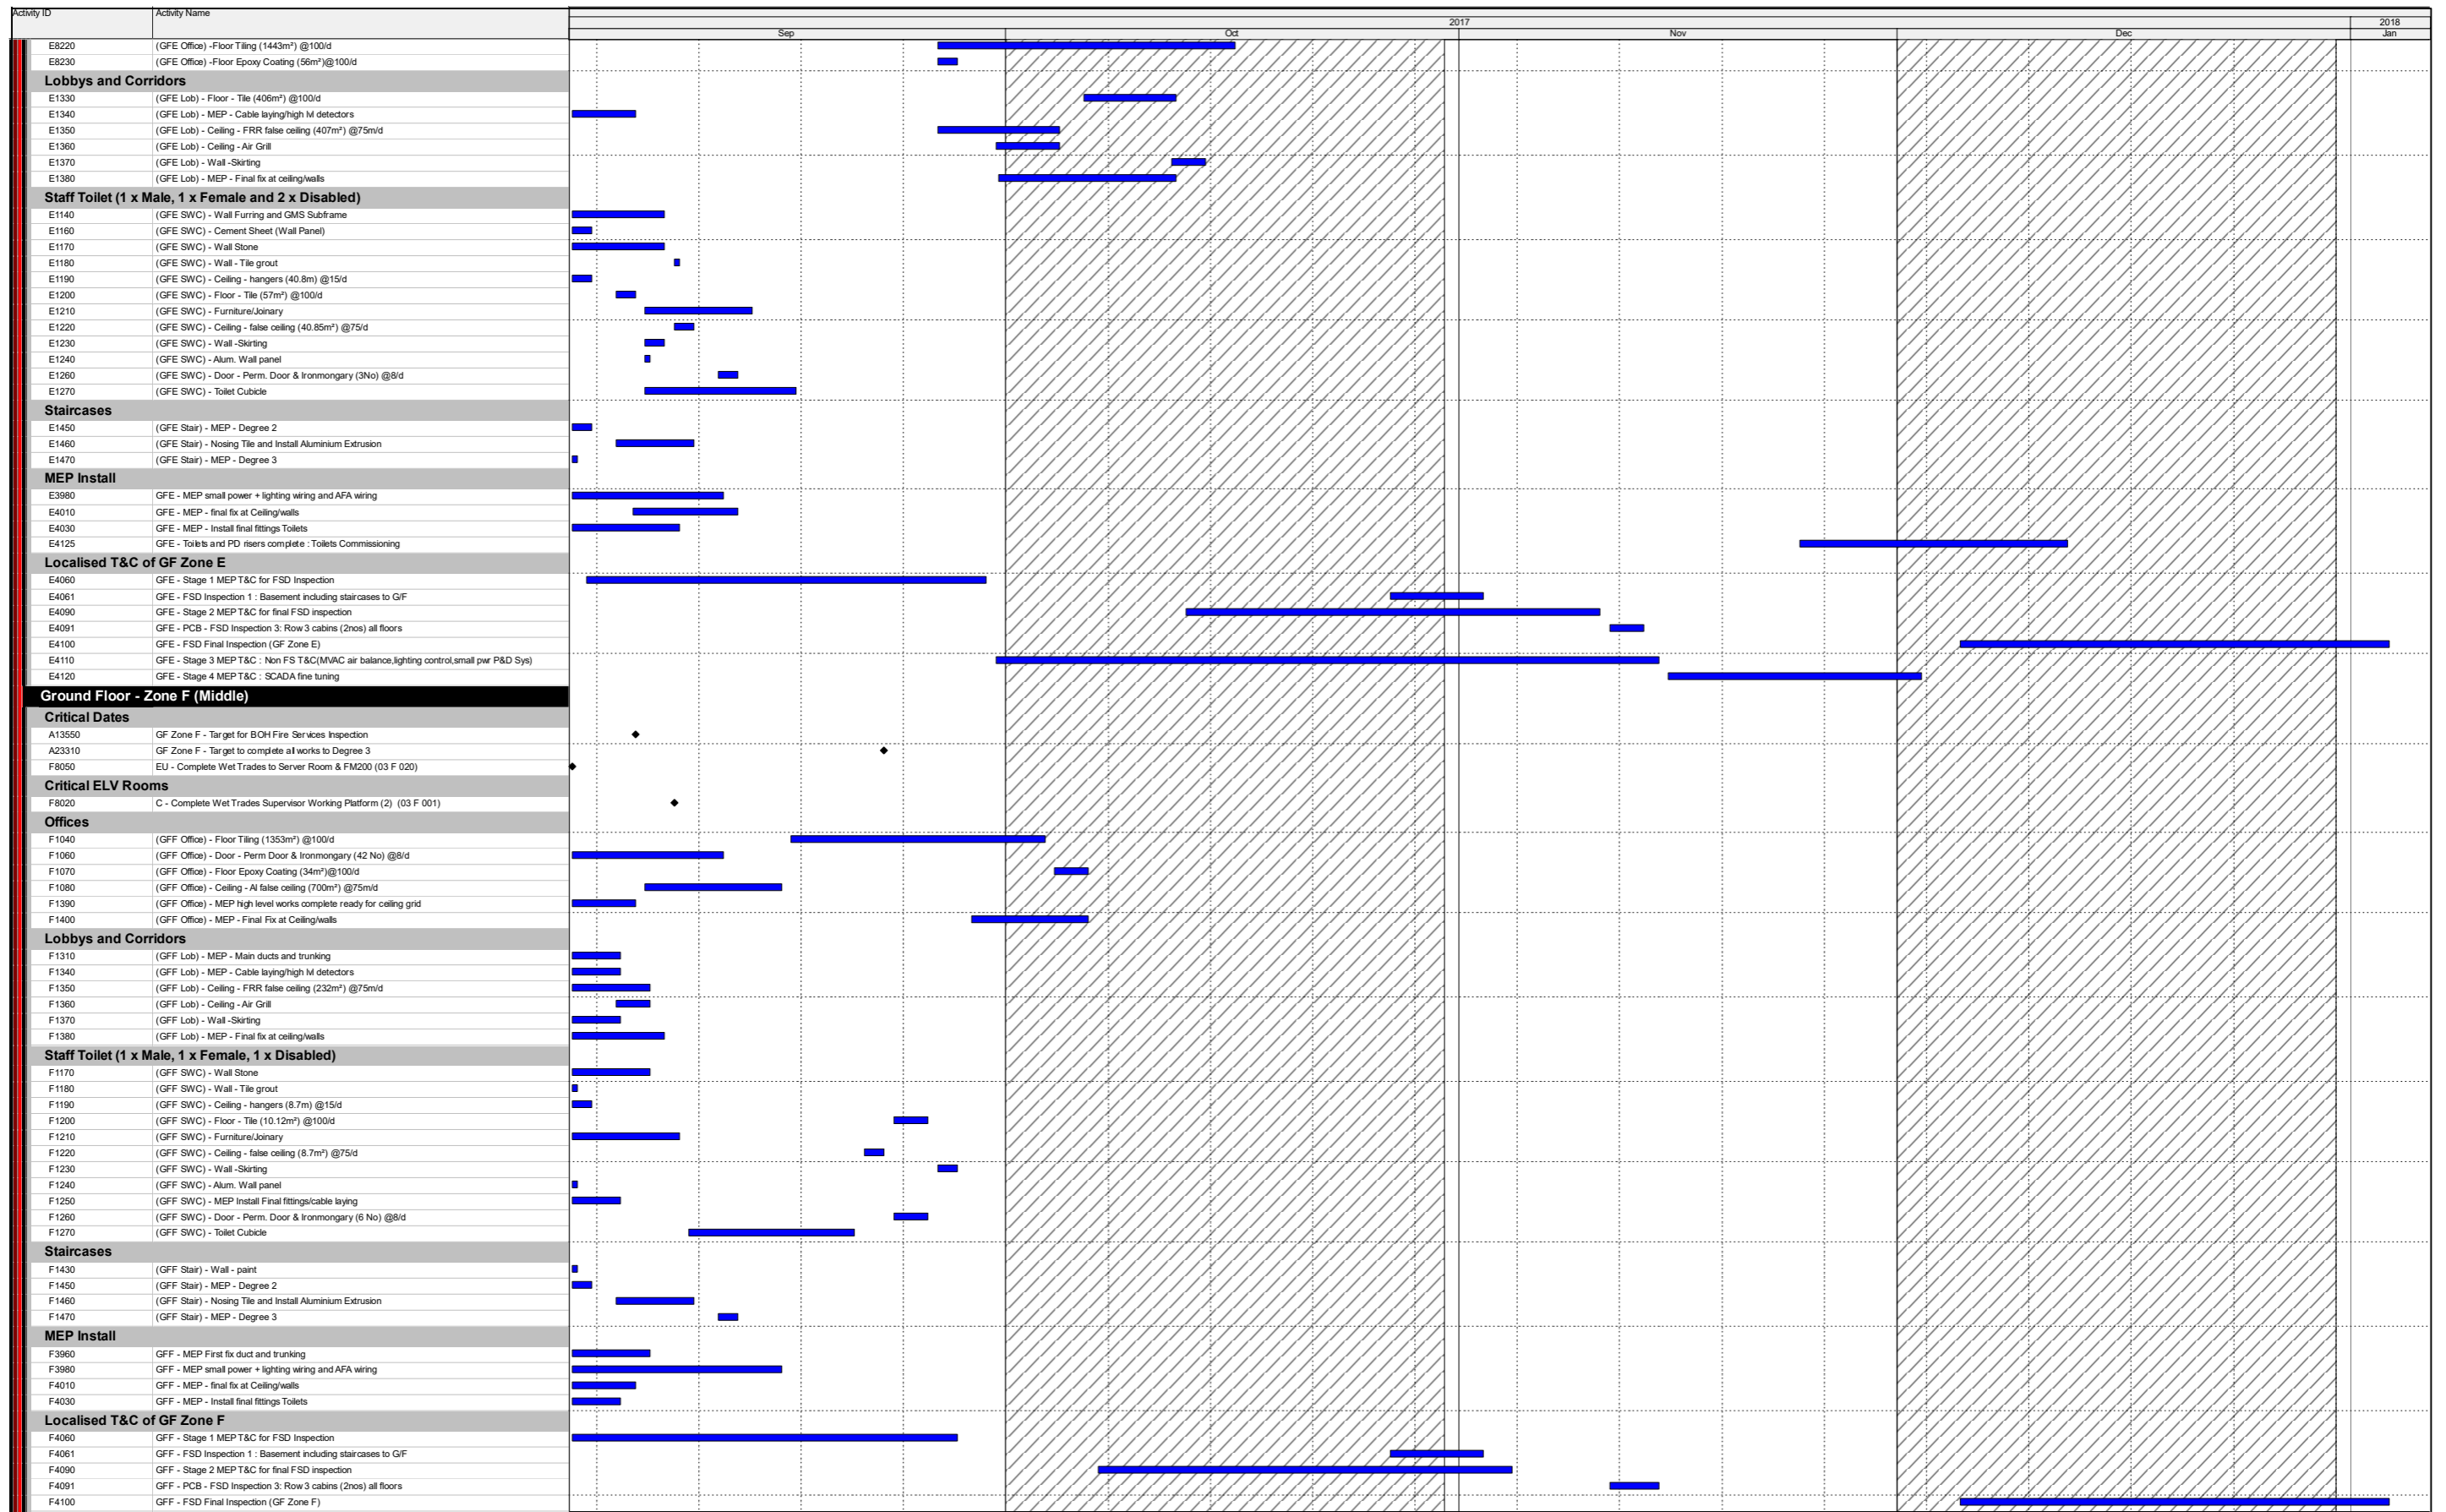 Activity ID Activity Name
2017 2018
Sep Oct Nov Dec Jan
E8220 (GFE Office) -Floor Tiling (1443m²) @100/d
E8230 (GFE Office) -Floor Epoxy Coating (56m²)@100/d
Lobbys and Corridors
E1330 (GFE Lob) - Floor - Tile (406m²) @100/d
E1340 (GFE Lob) - MEP - Cable laying/high lvl detectors
E1350 (GFE Lob) - Ceiling - FRR false ceiling (407m²) @75m/d
E1360 (GFE Lob) - Ceiling - Air Grill
E1370 (GFE Lob) - Wall -Skirting
E1380 (GFE Lob) - MEP - Final fix at ceiling/walls
Staff Toilet (1 x Male, 1 x Female and 2 x Disabled)
E1140 (GFE SWC) - Wall Furring and GMS Subframe
E1160 (GFE SWC) - Cement Sheet (Wall Panel)
E1170 (GFE SWC) - Wall Stone
E1180 (GFE SWC) - Wall - Tile grout
E1190 (GFE SWC) - Ceiling - hangers (40.8m) @15/d
E1200 (GFE SWC) - Floor - Tile (57m²) @100/d
E1210 (GFE SWC) - Furniture/Joinary
E1220 (GFE SWC) - Ceiling - false ceiling (40.85m²) @75/d
E1230 (GFE SWC) - Wall -Skirting
E1240 (GFE SWC) - Alum. Wall panel
E1260 (GFE SWC) - Door - Perm. Door & Ironmongary (3No) @8/d
E1270 (GFE SWC) - Toilet Cubicle
Staircases
E1450 (GFE Stair) - MEP - Degree 2
E1460 (GFE Stair) - Nosing Tile and Install Aluminium Extrusion
E1470 (GFE Stair) - MEP - Degree 3
MEP Install
E3980 GFE - MEP small power + lighting wiring and AFA wiring
E4010 GFE - MEP - final fix at Ceiling/walls
E4030 GFE - MEP - Install final fittings Toilets
E4125 GFE - Toilets and PD risers complete : Toilets Commissioning
Localised T&C of GF Zone E
E4060 GFE - Stage 1 MEP T&C for FSD Inspection
E4061 GFE - FSD Inspection 1 : Basement including staircases to G/F
E4090 GFE - Stage 2 MEP T&C for final FSD inspection
E4091 GFE - PCB - FSD Inspection 3: Row 3 cabins (2nos) all floors
E4100 GFE - FSD Final Inspection (GF Zone E)
E4110 GFE - Stage 3 MEP T&C : Non FS T&C(MVAC air balance,lighting control,small pwr P&D Sys)
E4120 GFE - Stage 4 MEP T&C : SCADA fine tuning
Ground Floor - Zone F (Middle)
Critical Dates
A13550 GF Zone F - Target for BOH Fire Services Inspection
A23310 GF Zone F - Target to complete all works to Degree 3
F8050 EU - Complete Wet Trades to Server Room & FM200 (03 F 020)
Critical ELV Rooms
F8020 C - Complete Wet Trades Supervisor Working Platform (2) (03 F 001)
Offices
F1040 (GFF Office) - Floor Tiling (1353m²) @100/d
F1060 (GFF Office) - Door - Perm Door & Ironmongary (42 No) @8/d
F1070 (GFF Office) - Floor Epoxy Coating (34m²)@100/d
F1080 (GFF Office) - Ceiling - Al false ceiling (700m²) @75m/d
F1390 (GFF Office) - MEP high level works complete ready for ceiling grid
F1400 (GFF Office) - MEP - Final Fix at Ceiling/walls
Lobbys and Corridors
F1310 (GFF Lob) - MEP - Main ducts and trunking
F1340 (GFF Lob) - MEP - Cable laying/high lvl detectors
F1350 (GFF Lob) - Ceiling - FRR false ceiling (232m²) @75m/d
F1360 (GFF Lob) - Ceiling - Air Grill
F1370 (GFF Lob) - Wall -Skirting
F1380 (GFF Lob) - MEP - Final fix at ceiling/walls
Staff Toilet (1 x Male, 1 x Female, 1 x Disabled)
F1170 (GFF SWC) - Wall Stone
F1180 (GFF SWC) - Wall - Tile grout
F1190 (GFF SWC) - Ceiling - hangers (8.7m) @15/d
F1200 (GFF SWC) - Floor - Tile (10.12m²) @100/d
F1210 (GFF SWC) - Furniture/Joinary
F1220 (GFF SWC) - Ceiling - false ceiling (8.7m²) @75/d
F1230 (GFF SWC) - Wall -Skirting
F1240 (GFF SWC) - Alum. Wall panel
F1250 (GFF SWC) - MEP Install Final fittings/cable laying
F1260 (GFF SWC) - Door - Perm. Door & Ironmongary (6 No) @8/d
F1270 (GFF SWC) - Toilet Cubicle
Staircases
F1430 (GFF Stair) - Wall - paint
F1450 (GFF Stair) - MEP - Degree 2
F1460 (GFF Stair) - Nosing Tile and Install Aluminium Extrusion
F1470 (GFF Stair) - MEP - Degree 3
MEP Install
F3960 GFF - MEP First fix duct and trunking
F3980 GFF - MEP small power + lighting wiring and AFA wiring
F4010 GFF - MEP - final fix at Ceiling/walls
F4030 GFF - MEP - Install final fittings Toilets
Localised T&C of GF Zone F
F4060 GFF - Stage 1 MEP T&C for FSD Inspection
F4061 GFF - FSD Inspection 1 : Basement including staircases to G/F
F4090 GFF - Stage 2 MEP T&C for final FSD inspection
F4091 GFF - PCB - FSD Inspection 3: Row 3 cabins (2nos) all floors
F4100 GFF - FSD Final Inspection (GF Zone F)